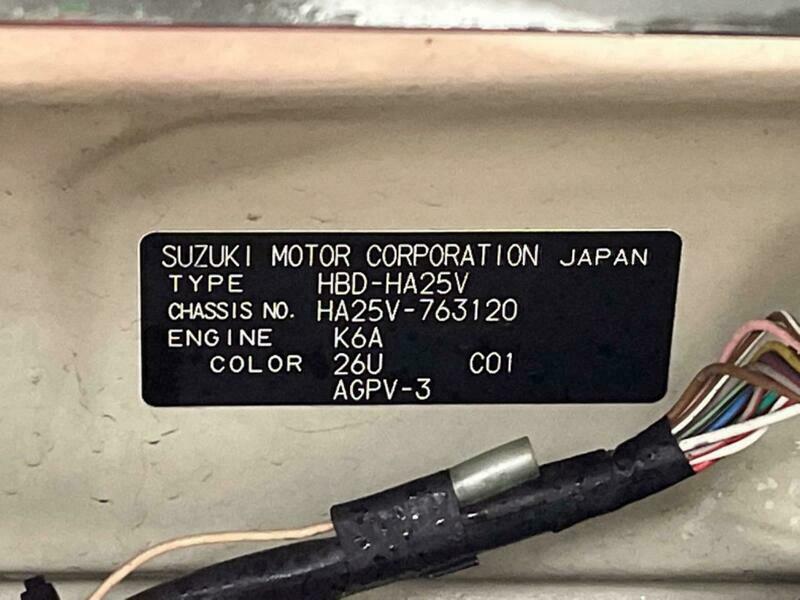 SUZUKI MOTOR CORPORATION JAPAN
TYPE HBD-HA25V
CHASSIS NO. HA25V-763120
ENGINE K6A
COLOR 26U C01
AGPV-3